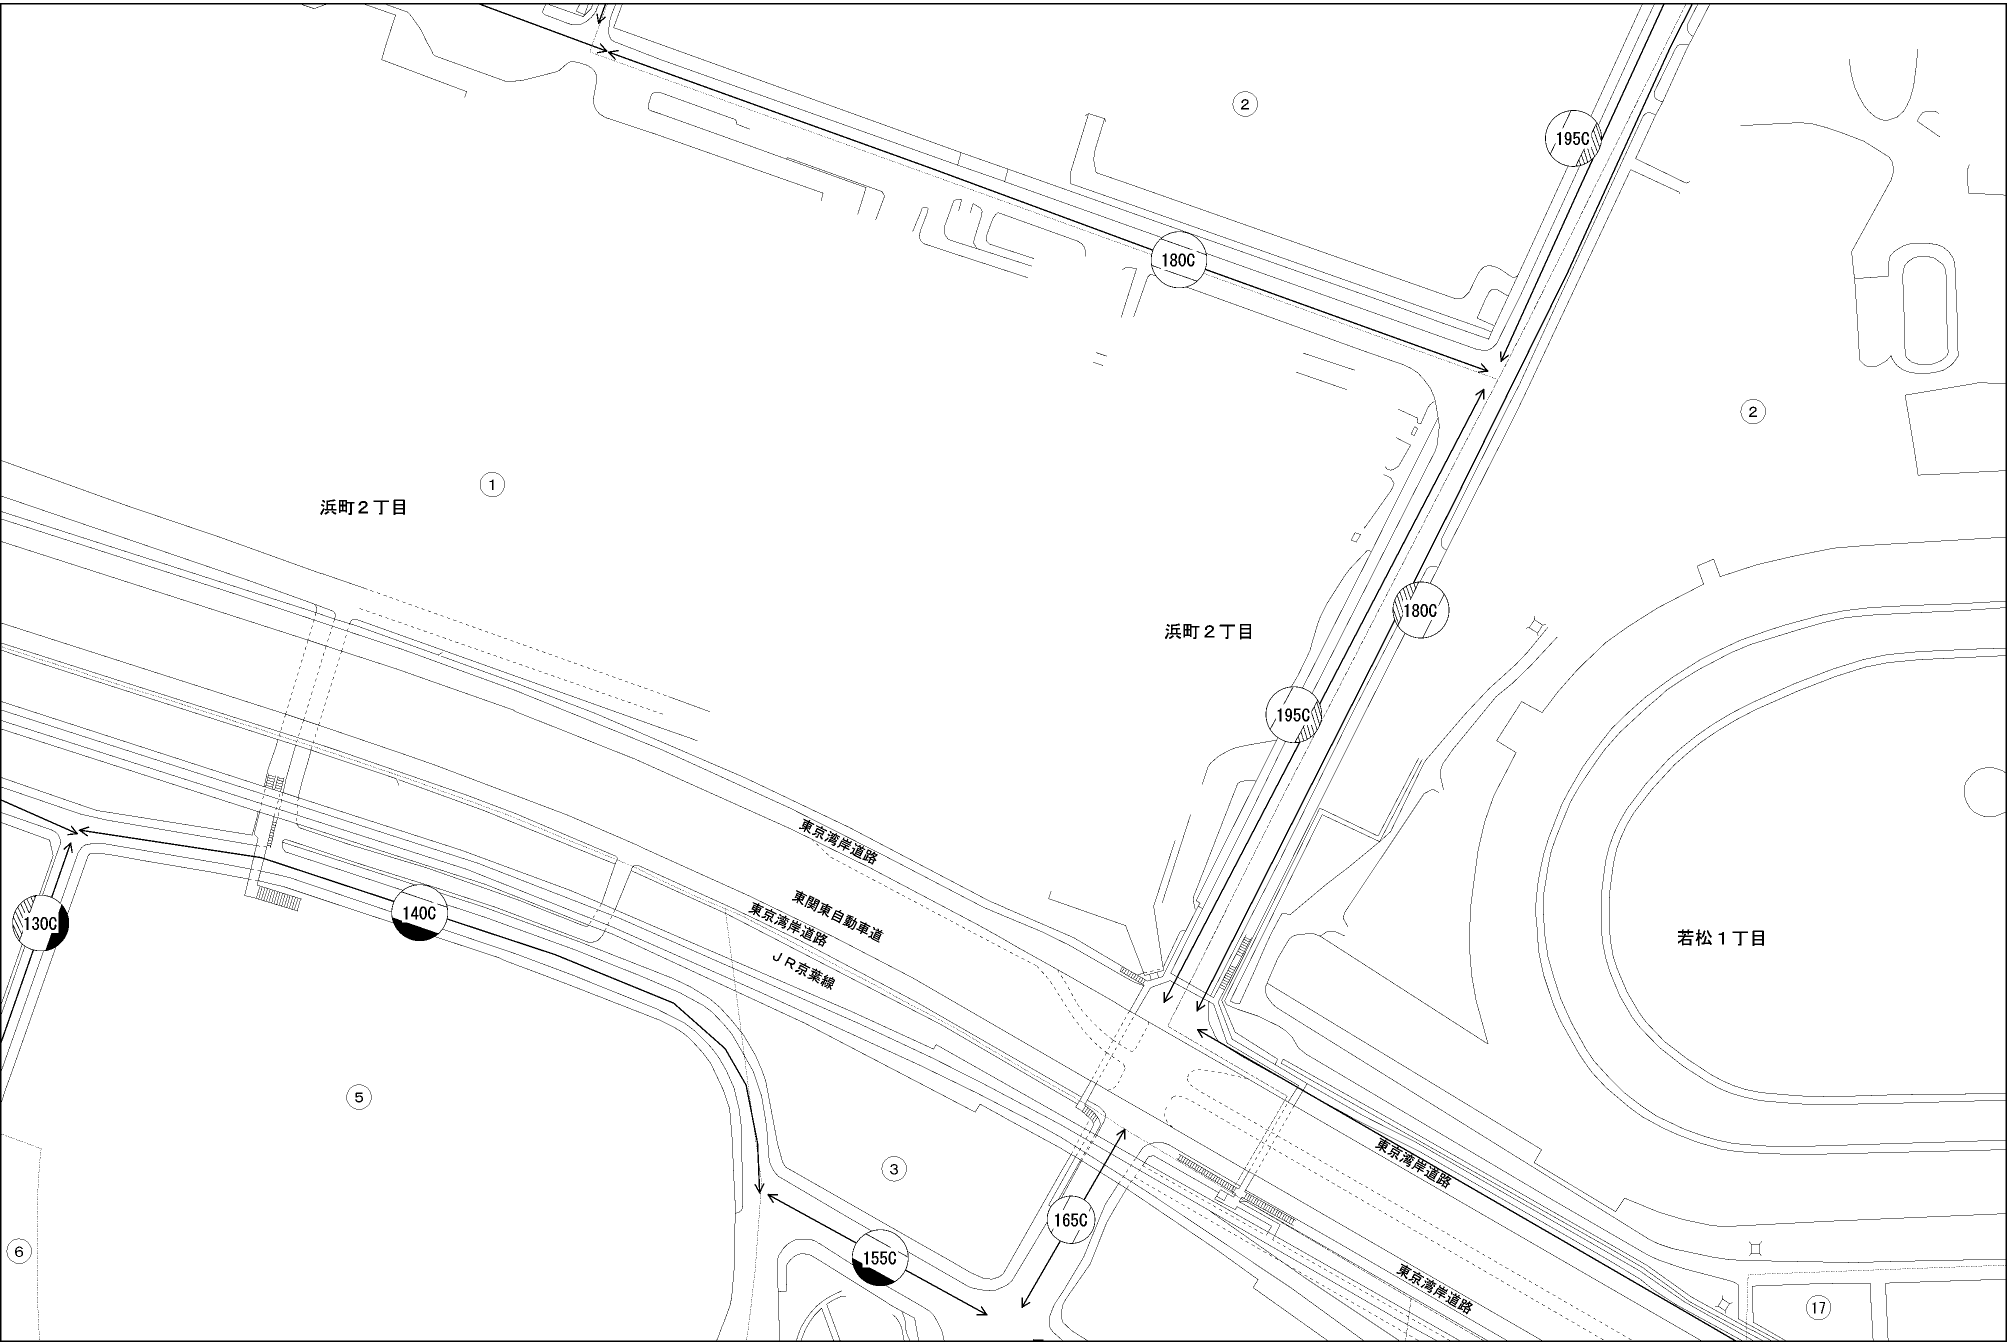 ②
195C
180C
②
①
浜町２丁目
180C
浜町２丁目
195C
東京湾岸道路
東関東自動車道
東京湾岸道路
ＪＲ京葉線
140C
130C
若松１丁目
⑤
③
東京湾岸道路
165C
155C
⑥
東京湾岸道路
⑰